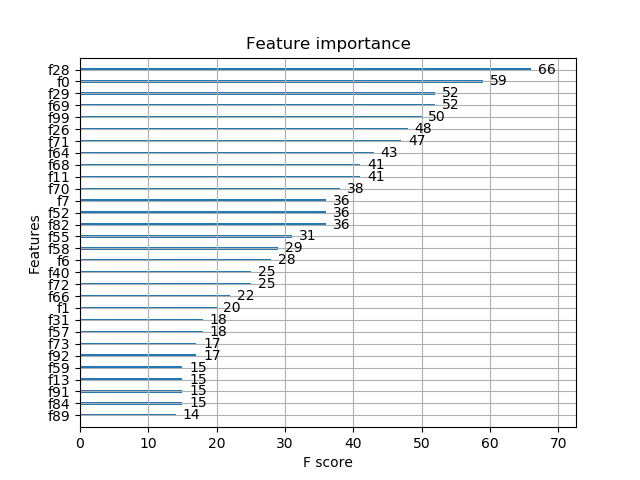 Feature importance
f28 66
f0 59
f29 52
f69 52
f99 50
f26 48
f71 47
f64 43
f68 41
f11 41
f70 38
f7 36
f52 36
f82 36
f55 31
f58 29
f6 28
f40 25
f72 25
f66 22
f1 20
f31 18
f57 18
f73 17
f92 17
f59 15
f13 15
f91 15
f84 15
f89 14
Features
0 10 20 30 40 50 60 70
F score